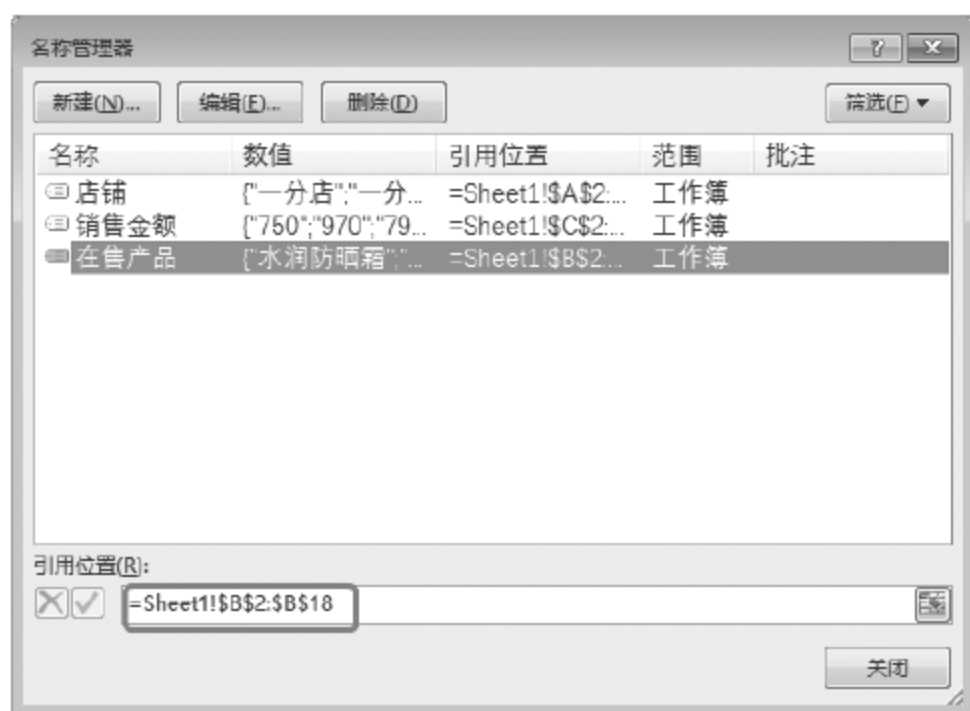 名称管理器
新建(N)... 编辑(E)... 删除(D) 筛选(F)
名称 数值 引用位置 范围 批注
店铺 {"一分店";"一分... =Sheet1!$A$2:... 工作簿
销售金额 {"750";"970";"79... =Sheet1!$C$2:... 工作簿
在售产品 {"水润防晒霜";"... =Sheet1!$B$2:... 工作簿
引用位置(R):
=Sheet1!$B$2:$B$18
关闭